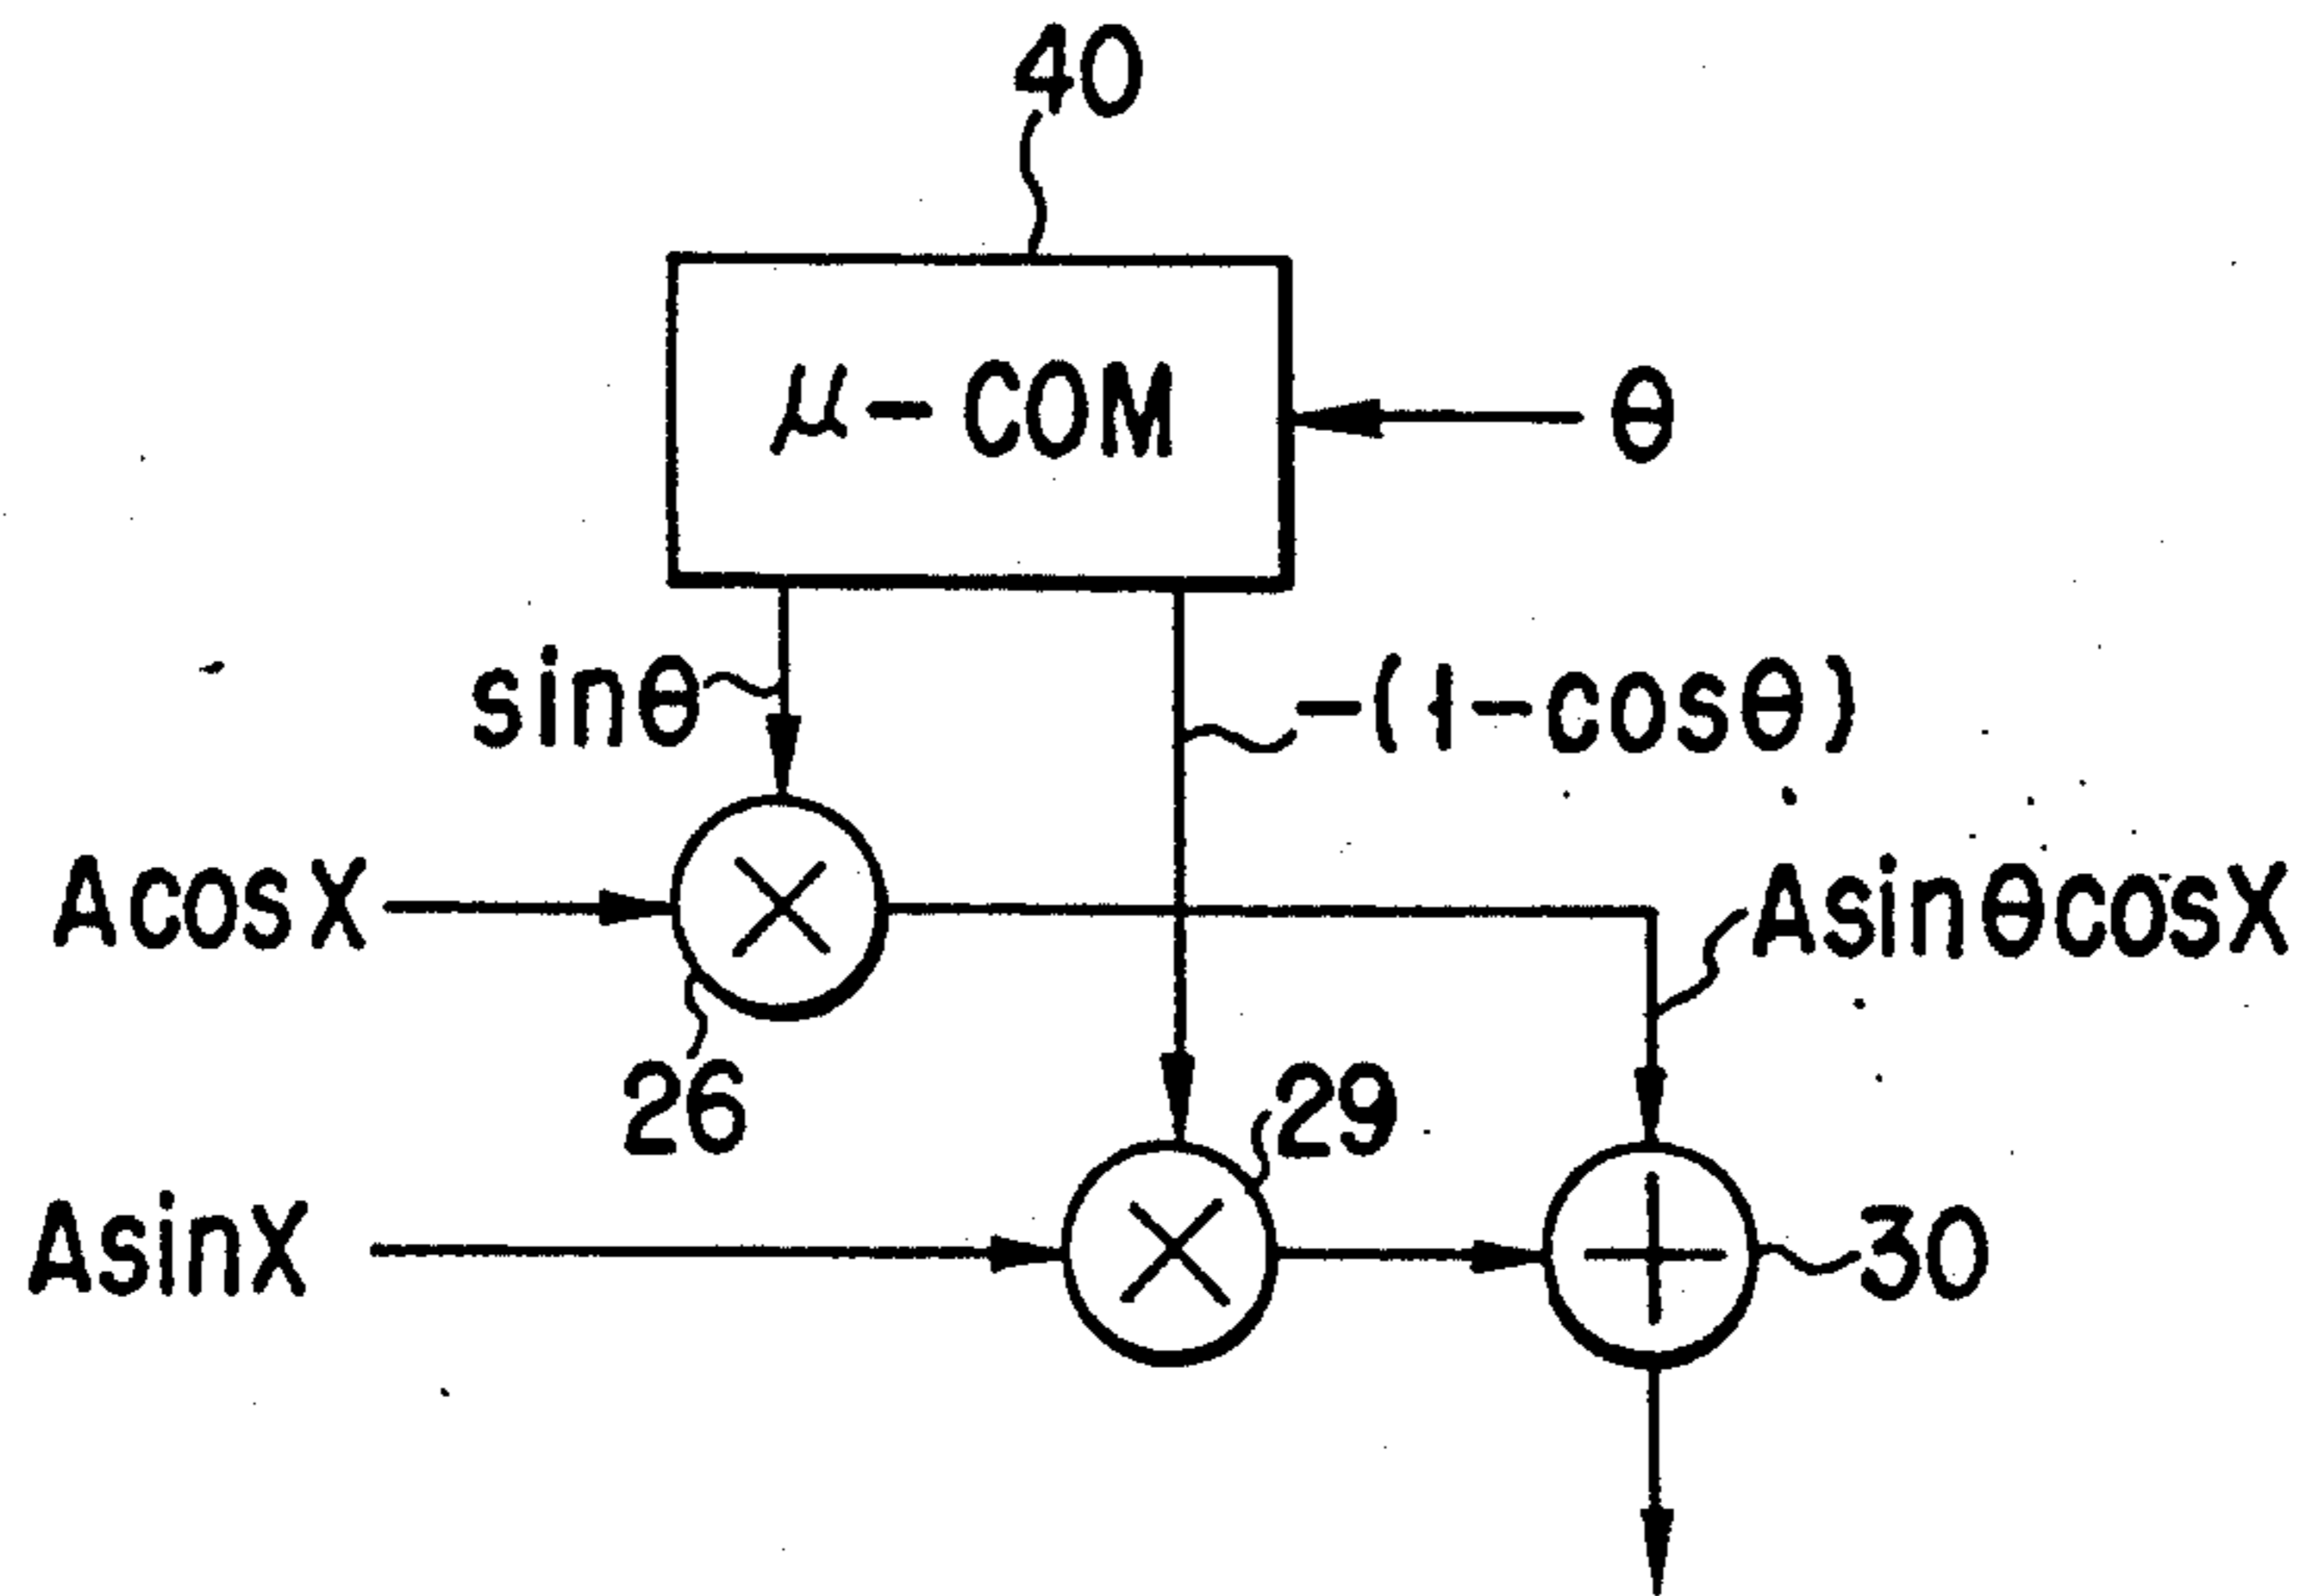 40
μ-COM
θ
sinθ
-(1-cosθ)
AcosX
AsinθcosX
26
29
AsinX
30